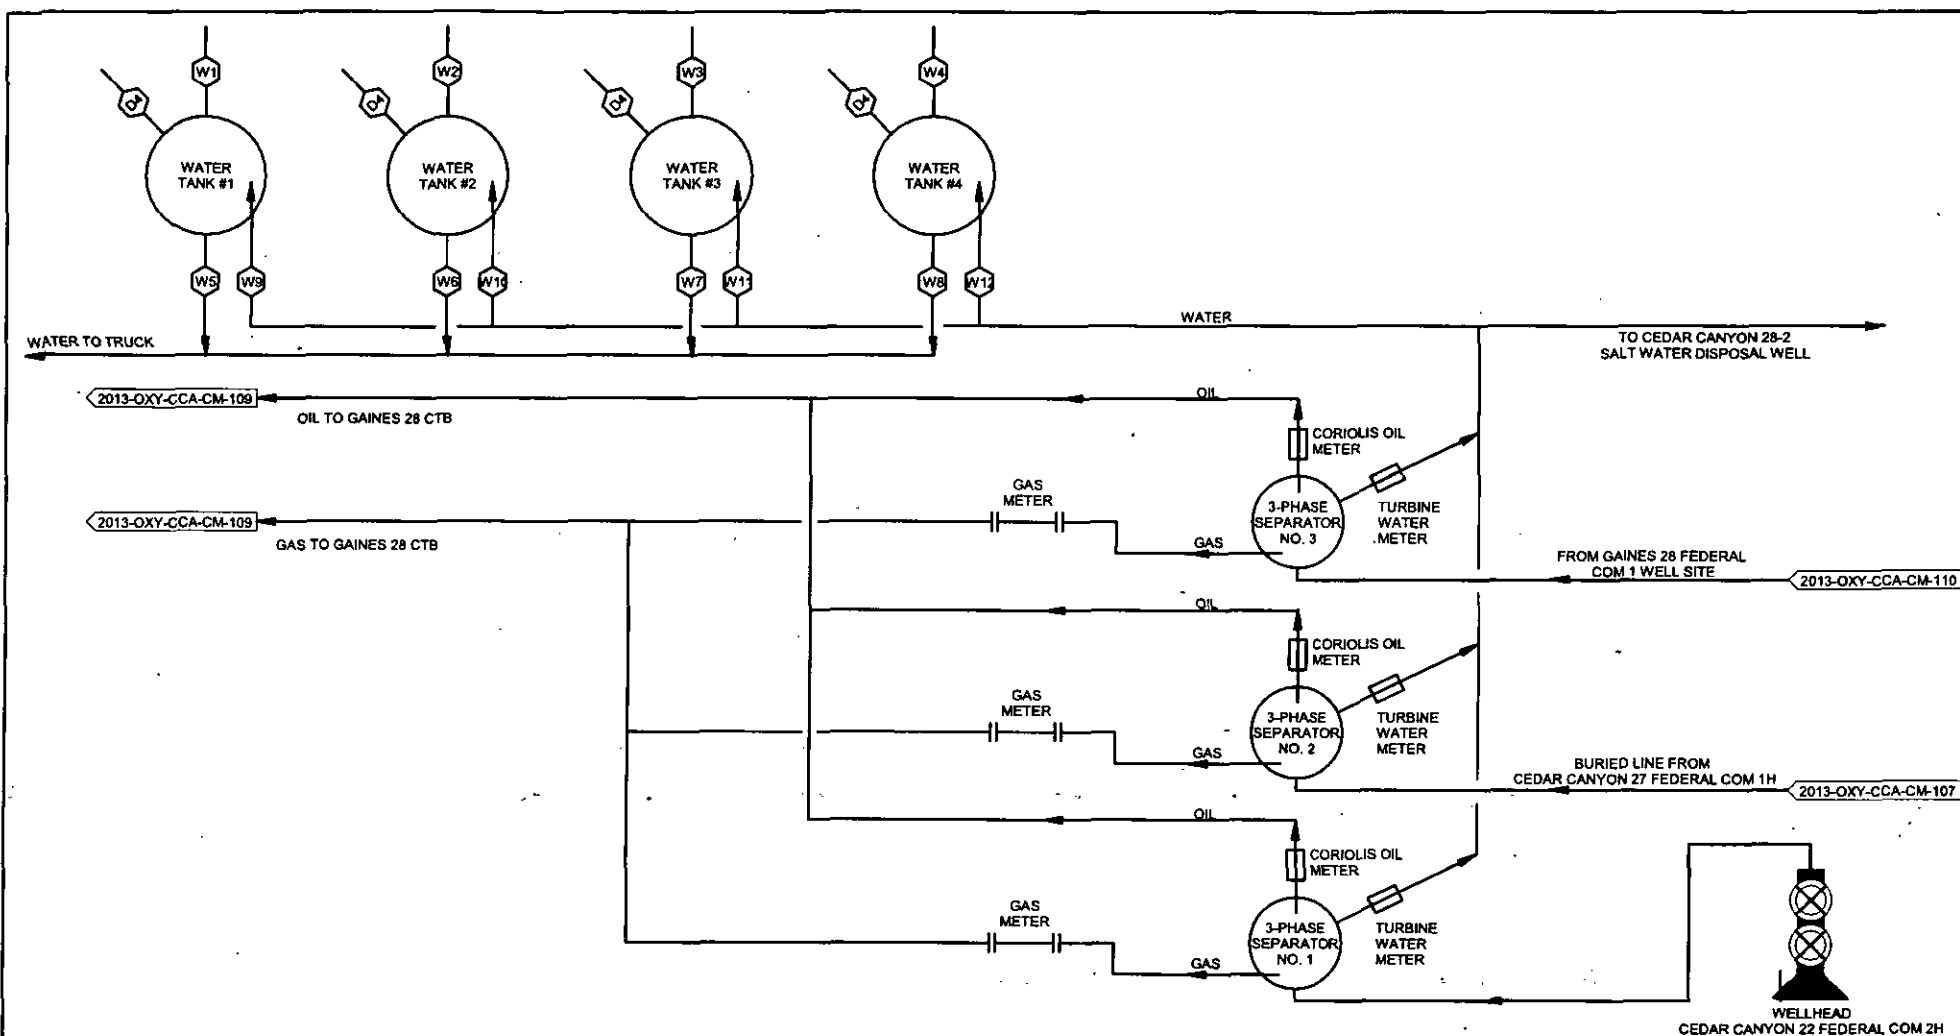 W1
W2
W3
W4
D4
D4
D4
D4
WATER
TANK #1
WATER
TANK #2
WATER
TANK #3
WATER
TANK #4
W5
W9
W6
W10
W7
W11
W8
W12
WATER
WATER TO TRUCK
TO CEDAR CANYON 28-2
SALT WATER DISPOSAL WELL
2013-OXY-CCA-CM-109
OIL TO GAINES 28 CTB
OIL
CORIOLIS OIL
METER
GAS
METER
3-PHASE
SEPARATOR
NO. 3
TURBINE
WATER
METER
2013-OXY-CCA-CM-109
GAS TO GAINES 28 CTB
GAS
FROM GAINES 28 FEDERAL
COM 1 WELL SITE
2013-OXY-CCA-CM-110
OIL
CORIOLIS OIL
METER
GAS
METER
3-PHASE
SEPARATOR
NO. 2
TURBINE
WATER
METER
GAS
BURIED LINE FROM
CEDAR CANYON 27 FEDERAL COM 1H
2013-OXY-CCA-CM-107
OIL
CORIOLIS OIL
METER
GAS
METER
3-PHASE
SEPARATOR
NO. 1
TURBINE
WATER
METER
GAS
WELLHEAD
CEDAR CANYON 22 FEDERAL COM 2H